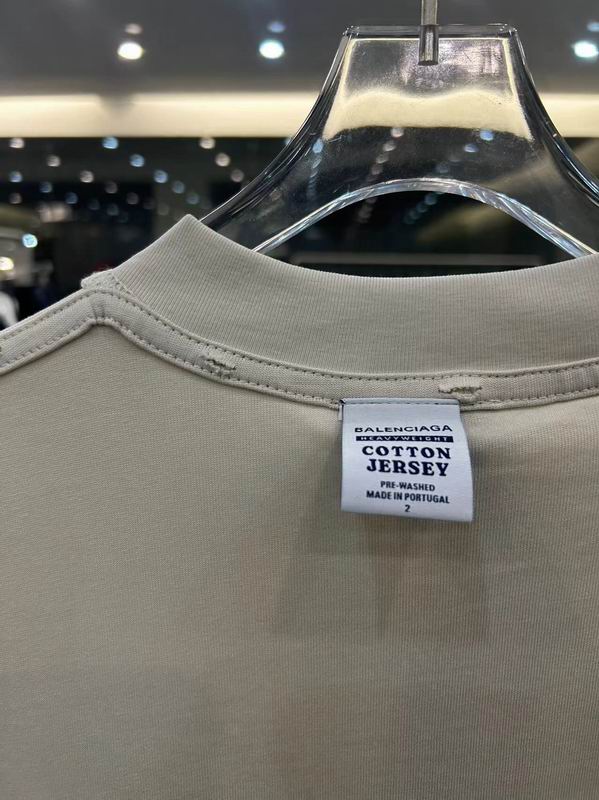 BALENCIAGA
HEAVYWEIGHT
COTTON
JERSEY
PRE-WASHED
MADE IN PORTUGAL
2